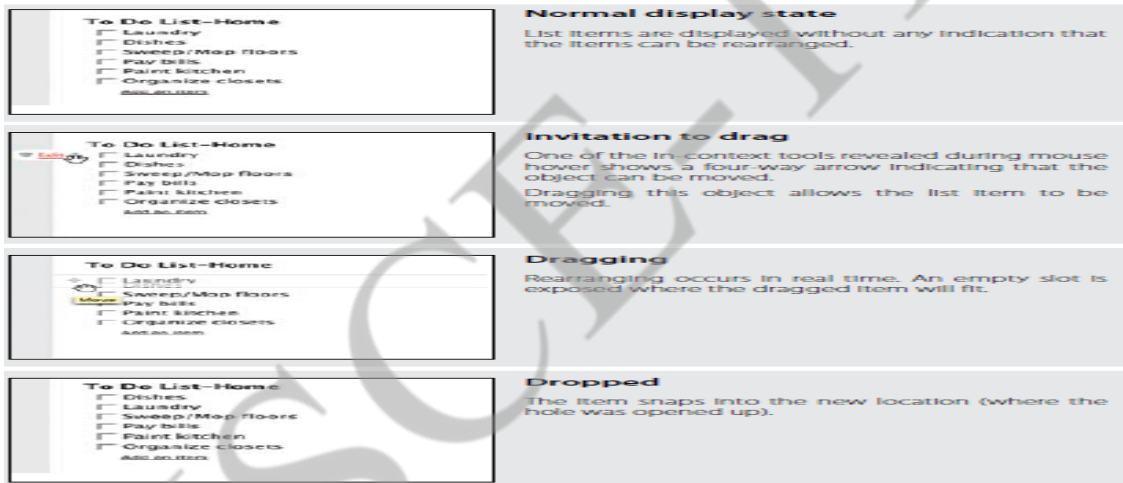 To Do List–Home
Laundry
Dishes
Sweep/Mop floors
Pay bills
Paint kitchen
Organize closets
Add an item
Normal display state
List items are displayed without any indication that
the items can be rearranged.
To Do List–Home
Edit
Laundry
Dishes
Sweep/Mop floors
Pay bills
Paint kitchen
Organize closets
Add an item
Invitation to drag
One of the in-context tools revealed during mouse
hover shows a four-way arrow indicating that the
object can be moved.
Dragging this object allows the list item to be
moved.
To Do List–Home
Laundry
Sweep/Mop floors
Move
Pay bills
Paint kitchen
Organize closets
Add an item
Dragging
Rearranging occurs in real time. An empty slot is
exposed where the dragged item will fit.
To Do List–Home
Dishes
Laundry
Sweep/Mop floors
Pay bills
Paint kitchen
Organize closets
Add an item
Dropped
The item snaps into the new location (where the
hole was opened up).